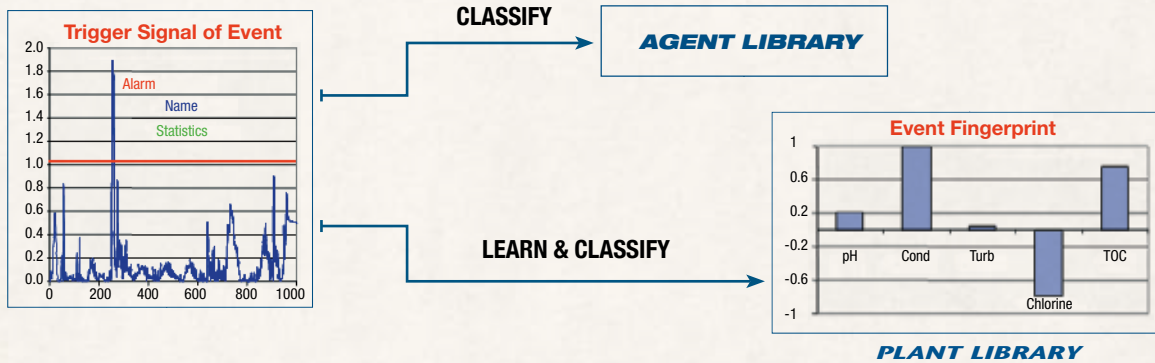 Trigger Signal of Event
2.0
1.8
1.6
1.4
1.2
1.0
0.8
0.6
0.4
0.2
0.0
Alarm
Name
Statistics
0 200 400 600 800 1000
CLASSIFY
AGENT LIBRARY
LEARN & CLASSIFY
Event Fingerprint
1
0.6
0.2
-0.2
-0.6
-1
pH Cond Turb TOC
Chlorine
PLANT LIBRARY